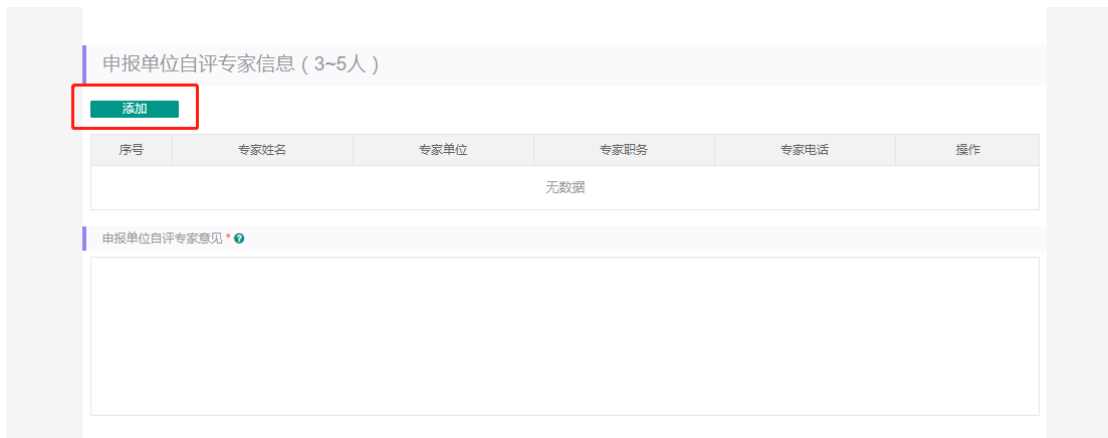 申报单位自评专家信息（3~5人）
添加
序号 专家姓名 专家单位 专家职务 专家电话 操作
无数据
申报单位自评专家意见 * ?